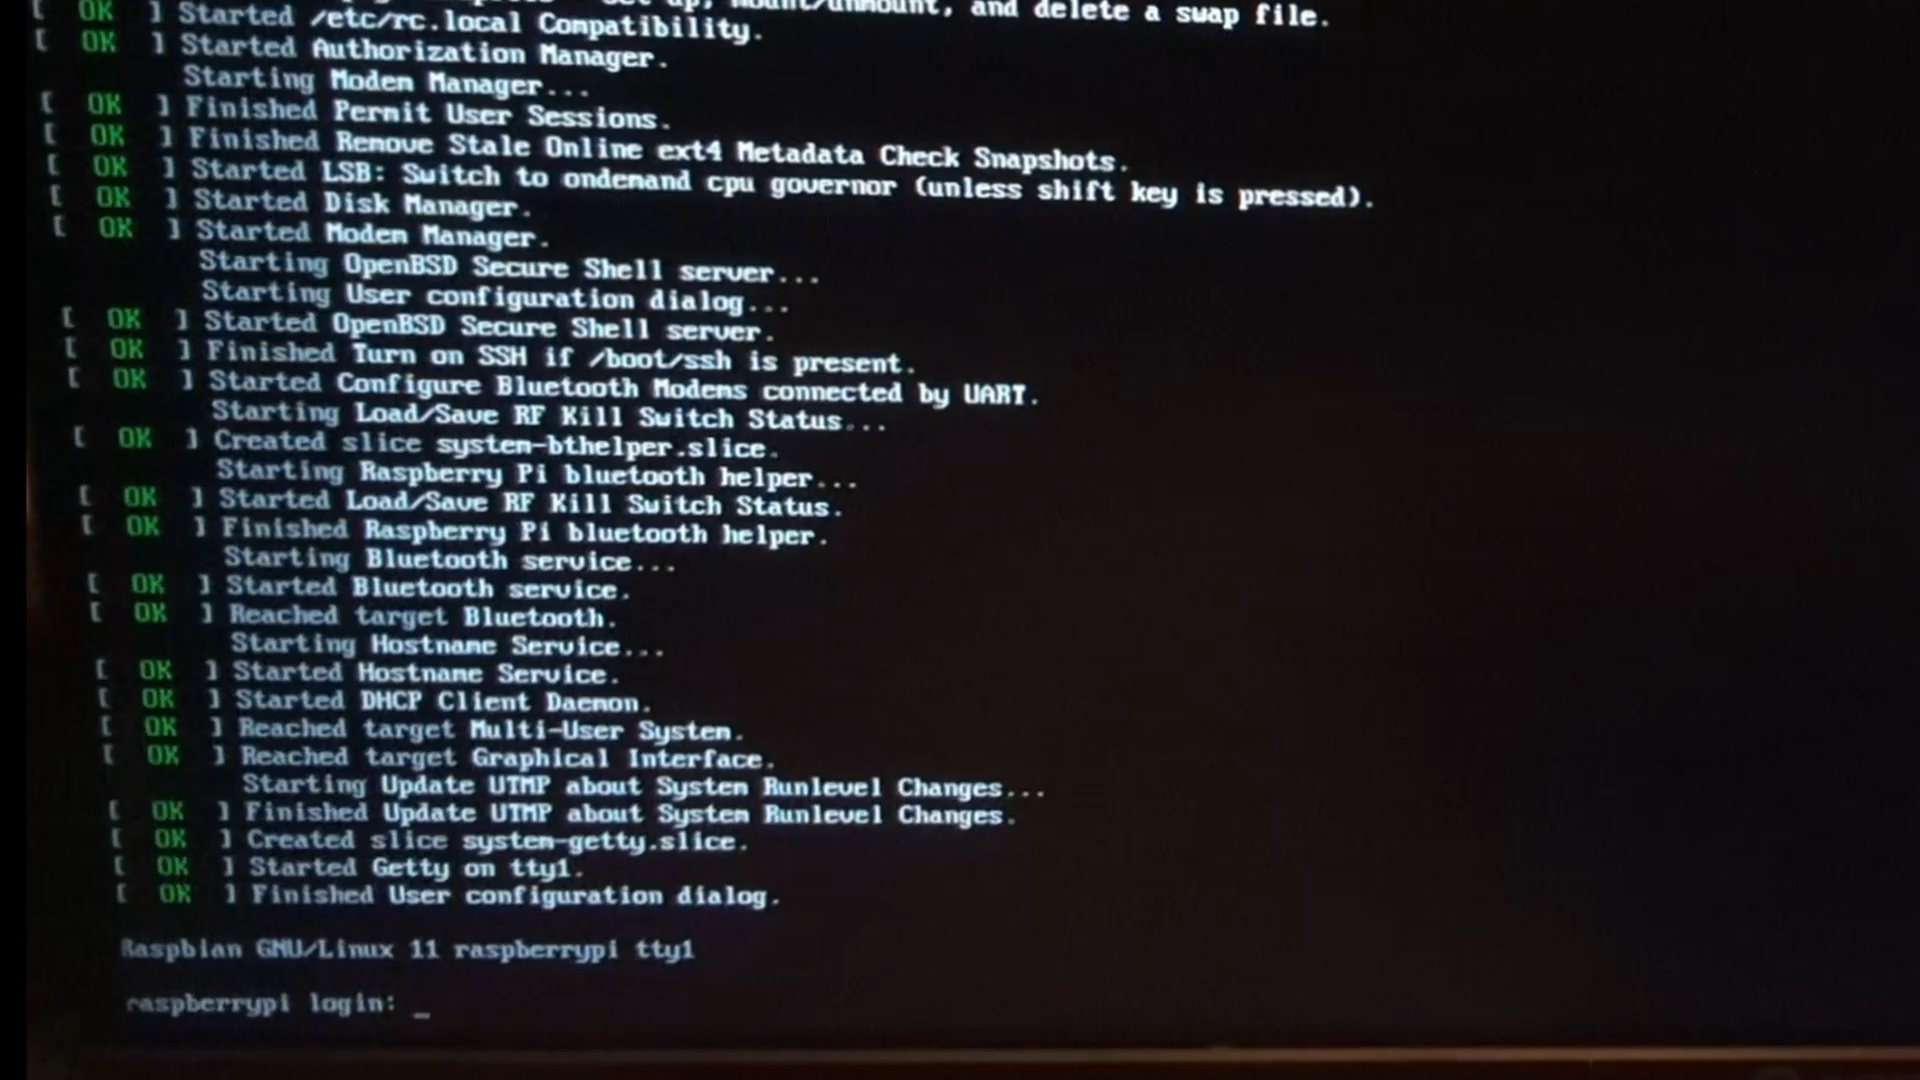 up, mount/unmount, and delete a swap file.
[ OK ] Started /etc/rc.local Compatibility.
[ OK ] Started Authorization Manager.
Starting Modem Manager...
[ OK ] Finished Permit User Sessions.
[ OK ] Finished Remove Stale Online ext4 Metadata Check Snapshots.
[ OK ] Started LSB: Switch to ondemand cpu governor (unless shift key is pressed).
[ OK ] Started Disk Manager.
[ OK ] Started Modem Manager.
Starting OpenBSD Secure Shell server...
Starting User configuration dialog...
[ OK ] Started OpenBSD Secure Shell server.
[ OK ] Finished Turn on SSH if /boot/ssh is present.
[ OK ] Started Configure Bluetooth Modems connected by UART.
Starting Load/Save RF Kill Switch Status...
[ OK ] Created slice system-bthelper.slice.
Starting Raspberry Pi bluetooth helper...
[ OK ] Started Load/Save RF Kill Switch Status.
[ OK ] Finished Raspberry Pi bluetooth helper.
Starting Bluetooth service...
[ OK ] Started Bluetooth service.
[ OK ] Reached target Bluetooth.
Starting Hostname Service...
[ OK ] Started Hostname Service.
[ OK ] Started DHCP Client Daemon.
[ OK ] Reached target Multi-User System.
[ OK ] Reached target Graphical Interface.
Starting Update UTMP about System Runlevel Changes...
[ OK ] Finished Update UTMP about System Runlevel Changes.
[ OK ] Created slice system-getty.slice.
[ OK ] Started Getty on tty1.
[ OK ] Finished User configuration dialog.
Raspbian GNU/Linux 11 raspberrypi tty1
raspberrypi login: _